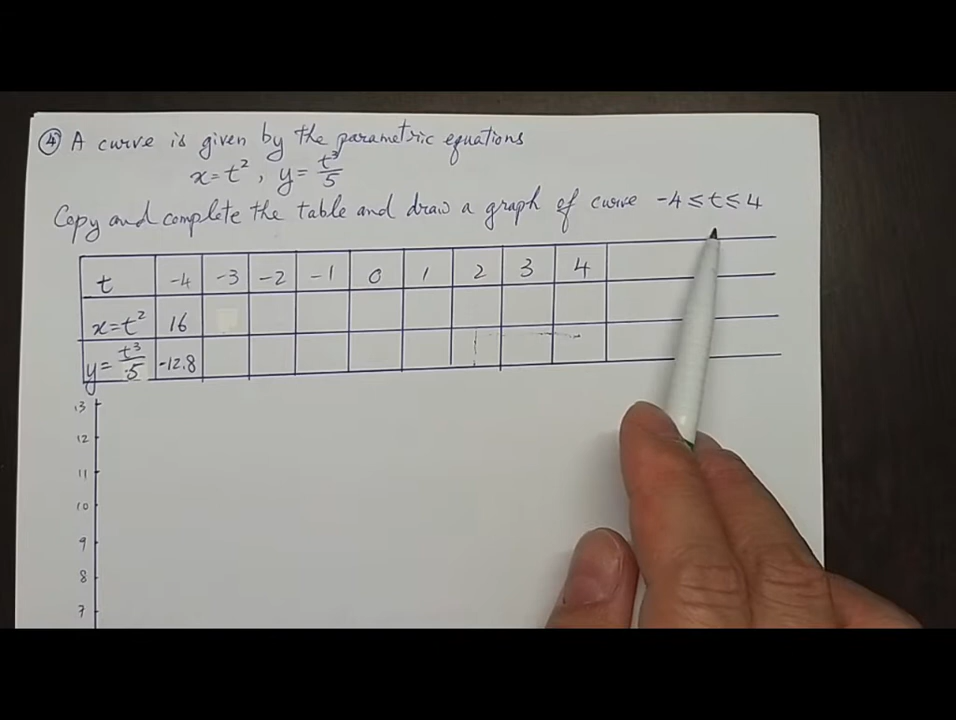 ④ A curve is given by the parametric equations
x=t², y=t³/5
Copy and complete the table and draw a graph of curve -4≤t≤4
t -4 -3 -2 -1 0 1 2 3 4
x=t² 16
y=t³/5 -12.8
13
12
11
10
9
8
7